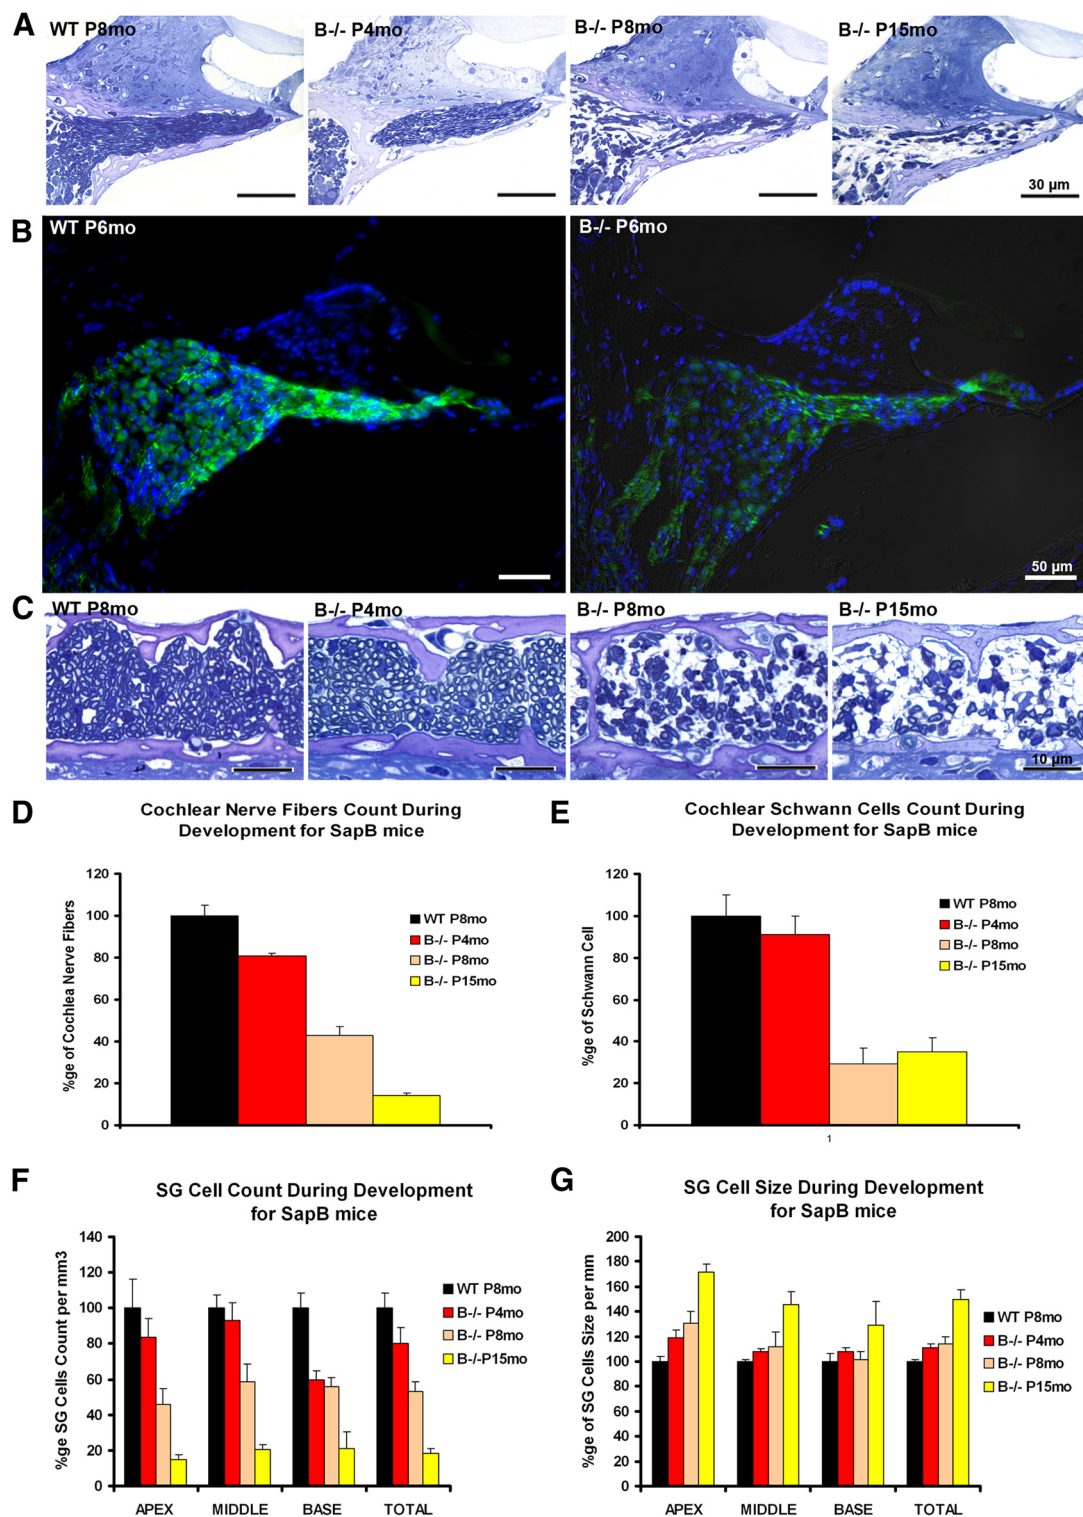 A
WT P8mo
B-/- P4mo
B-/- P8mo
B-/- P15mo
30 µm
B
WT P6mo
B-/- P6mo
50 µm
C
WT P8mo
B-/- P4mo
B-/- P8mo
B-/- P15mo
10 µm
D
Cochlear Nerve Fibers Count During
Development for SapB mice
%ge of Cochlea Nerve Fibers
120
100
80
60
40
20
0
WT P8mo
B-/- P4mo
B-/- P8mo
B-/- P15mo
E
Cochlear Schwann Cells Count During
Development for SapB mice
%ge of Schwann Cell
120
100
80
60
40
20
0
1
WT P8mo
B-/- P4mo
B-/- P8mo
B-/- P15mo
F
SG Cell Count During Development
for SapB mice
%ge SG Cells Count per mm3
140
120
100
80
60
40
20
0
APEX MIDDLE BASE TOTAL
WT P8mo
B-/- P4mo
B-/- P8mo
B-/-P15mo
G
SG Cell Size During Development
for SapB mice
%ge of SG Cells Size per mm
200
180
160
140
120
100
80
60
40
20
0
APEX MIDDLE BASE TOTAL
WT P8mo
B-/- P4mo
B-/- P8mo
B-/- P15mo